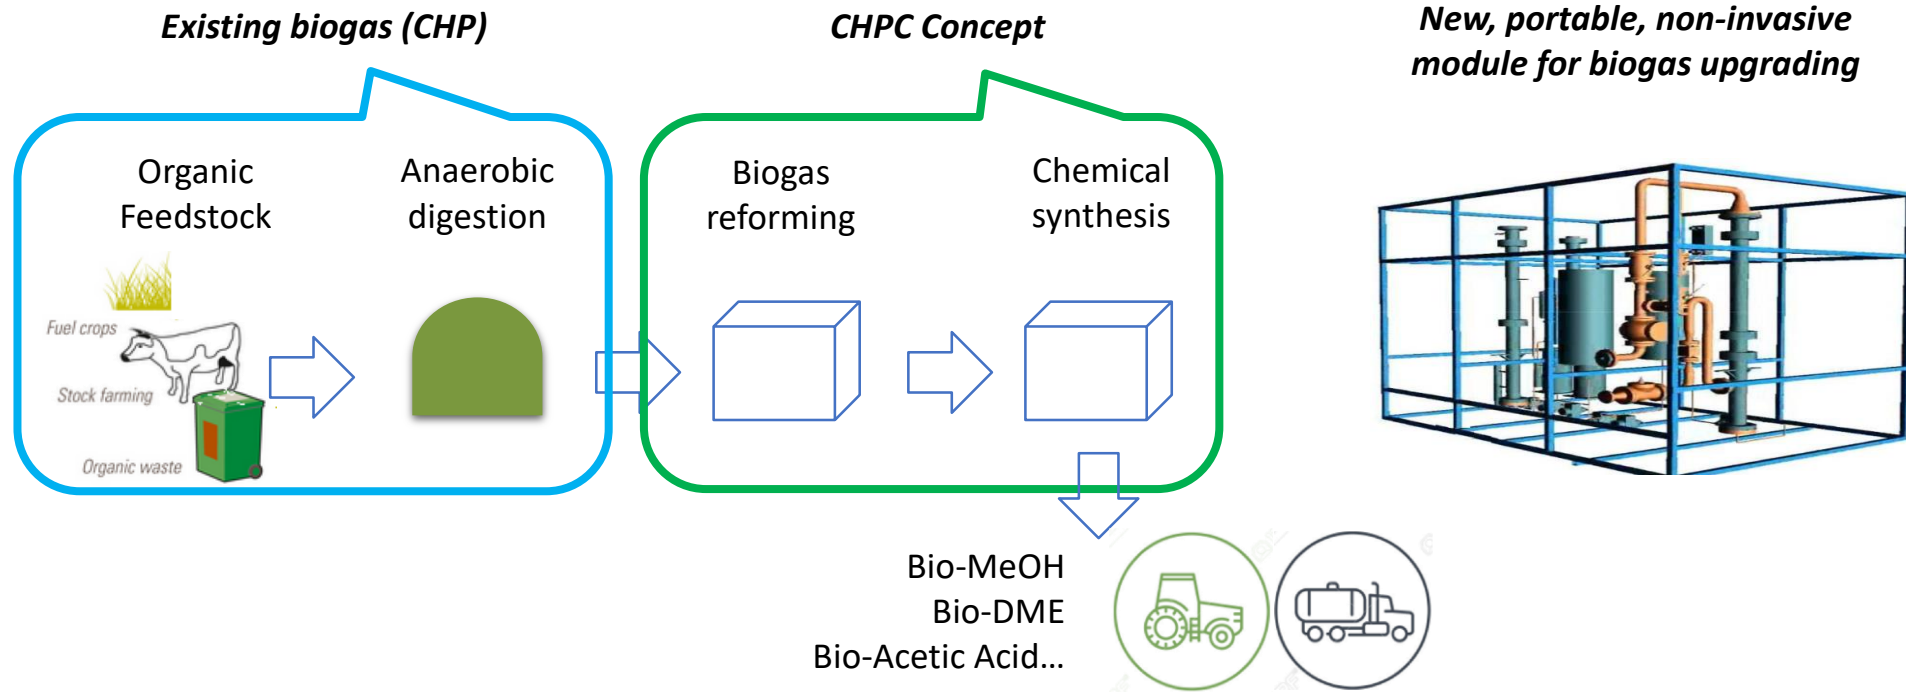 Existing biogas (CHP)
CHPC Concept
New, portable, non-invasive
module for biogas upgrading
Organic
Feedstock
Anaerobic
digestion
Biogas
reforming
Chemical
synthesis
Fuel crops
Stock farming
Organic waste
Bio-MeOH
Bio-DME
Bio-Acetic Acid…